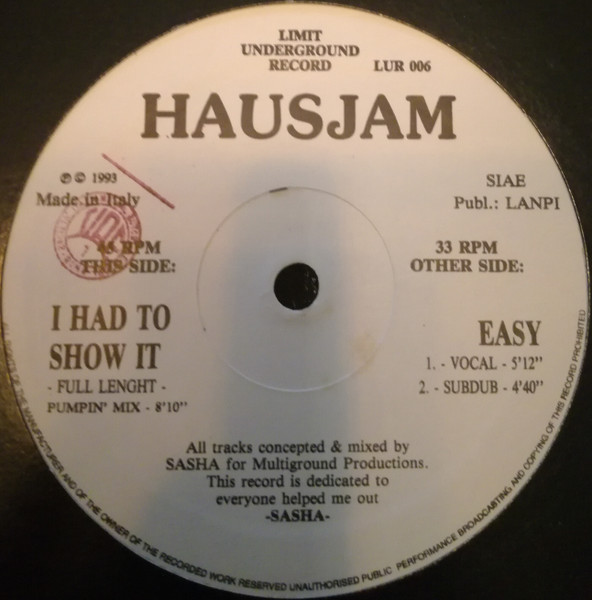 LIMIT
UNDERGROUND
RECORD
LUR 006
HAUSJAM
℗ © 1993
Made in Italy
SIAE
Publ.: LANPI
45 RPM
THIS SIDE:
33 RPM
OTHER SIDE:
I HAD TO
SHOW IT
- FULL LENGHT -
PUMPIN' MIX - 8'10"
EASY
1. - VOCAL - 5'12"
2. - SUBDUB - 4'40"
All tracks concepted & mixed by
SASHA for Multiground Productions.
This record is dedicated to
everyone helped me out
-SASHA-
ALL RIGHTS OF THE MANUFACTURER AND OF THE OWNER OF THE RECORDED WORK RESERVED UNAUTHORISED PUBLIC PERFORMANCE BROADCASTING AND COPYING OF THIS RECORD PROHIBITED